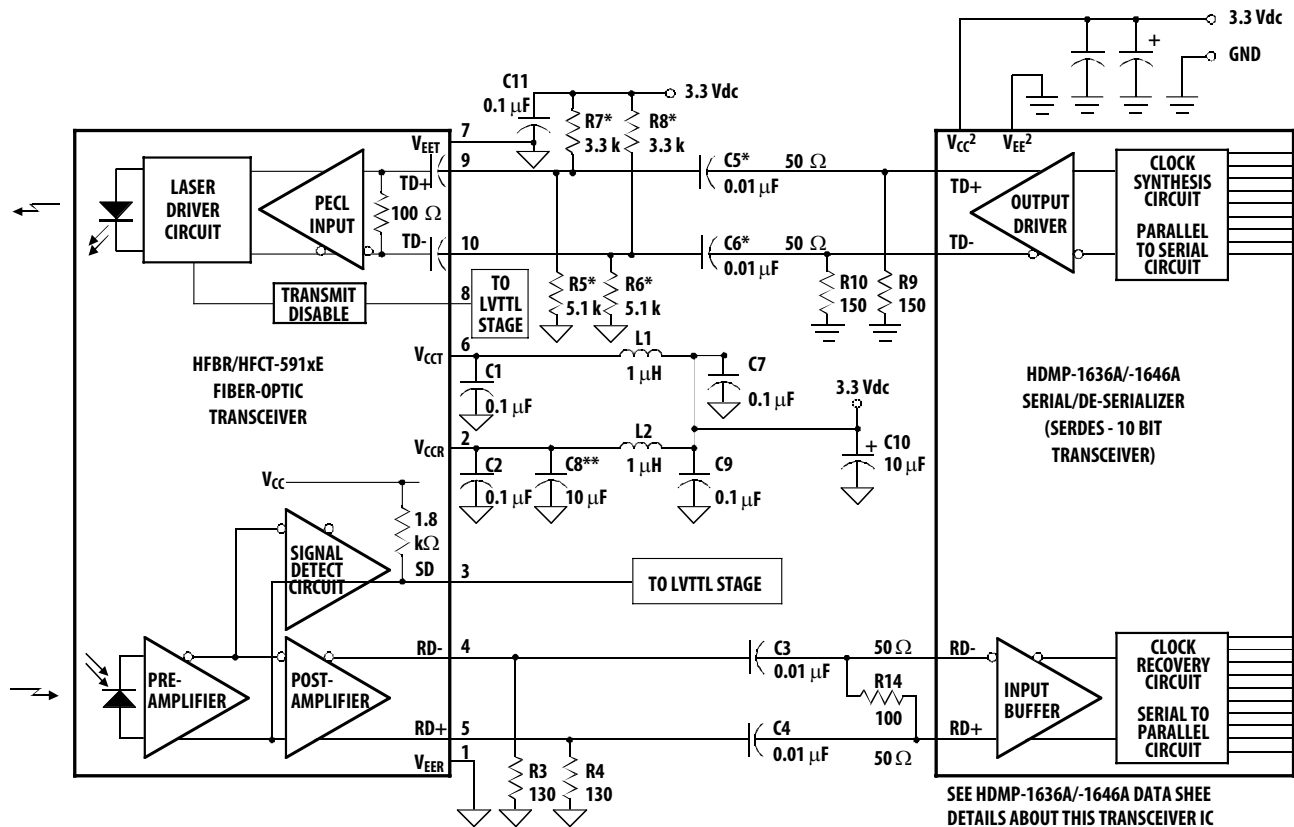 3.3 Vdc
GND
C11
0.1 µF
3.3 Vdc
R7*
3.3 k
R8*
3.3 k
7
VEET
9
TD+
LASER
DRIVER
CIRCUIT
PECL
INPUT
100 Ω
TD-
10
C5*
0.01 µF
50 Ω
C6*
0.01 µF
50 Ω
VCC2
VEE2
TD+
TD-
OUTPUT
DRIVER
CLOCK
SYNTHESIS
CIRCUIT
PARALLEL
TO SERIAL
CIRCUIT
TRANSMIT
DISABLE
8
TO
LVTTL
STAGE
R5*
5.1 k
R6*
5.1 k
R10
150
R9
150
HFBR/HFCT-591xE
FIBER-OPTIC
TRANSCEIVER
6
VCCT
C1
0.1 µF
L1
1 µH
C7
0.1 µF
3.3 Vdc
+
C10
10 µF
2
VCCR
C2
0.1 µF
C8**
10 µF
L2
1 µH
C9
0.1 µF
HDMP-1636A/-1646A
SERIAL/DE-SERIALIZER
(SERDES - 10 BIT
TRANSCEIVER)
VCC
1.8
kΩ
SIGNAL
DETECT
CIRCUIT
SD
3
TO LVTTL STAGE
PRE-
AMPLIFIER
POST-
AMPLIFIER
RD-
4
RD+
5
1
VEER
R3
130
R4
130
C3
0.01 µF
50 Ω
R14
100
C4
0.01 µF
50 Ω
RD-
RD+
INPUT
BUFFER
CLOCK
RECOVERY
CIRCUIT
SERIAL TO
PARALLEL
CIRCUIT
SEE HDMP-1636A/-1646A DATA SHEE
DETAILS ABOUT THIS TRANSCEIVER IC
+